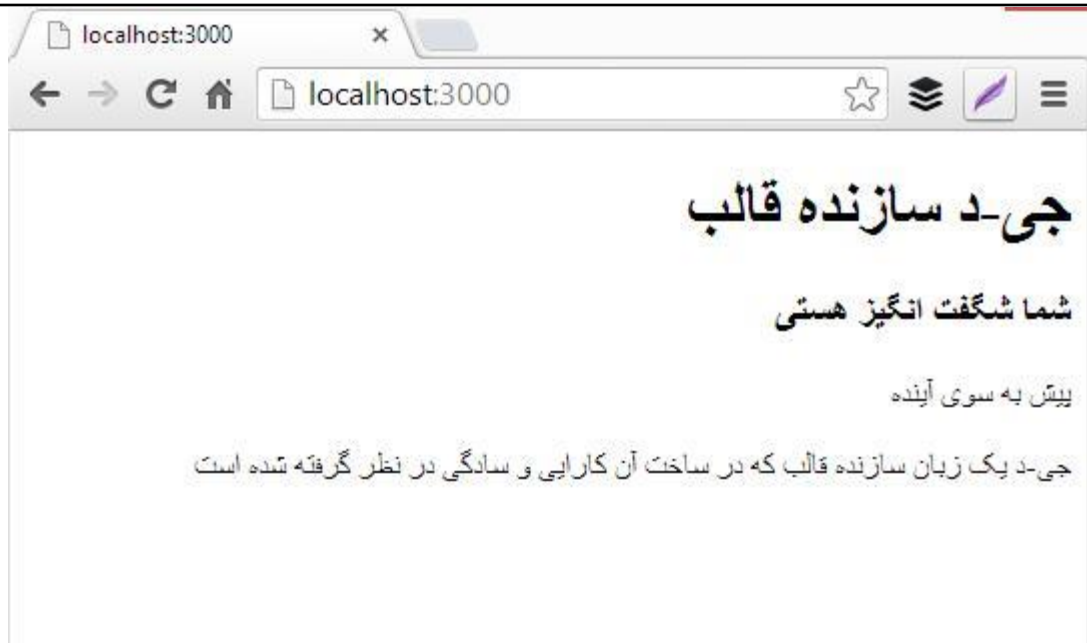 localhost:3000
localhost:3000
جی-د سازنده قالب
شما شگفت انگیز هستی
پیش به سوی آینده
جی-د یک زبان سازنده قالب که در ساخت آن کارایی و سادگی در نظر گرفته شده است